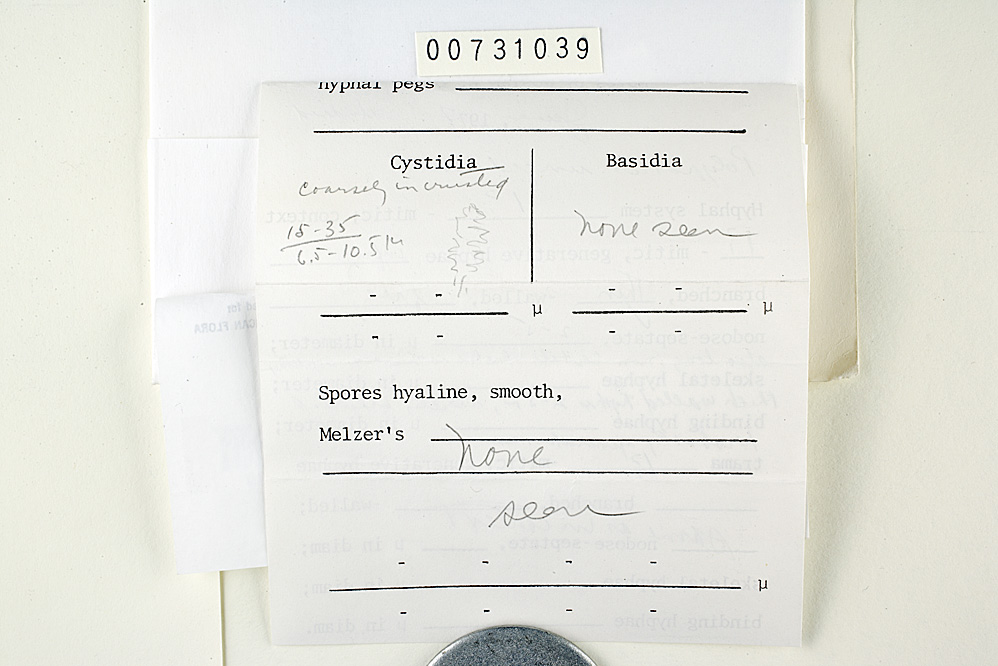 00731039
hyphal pegs
Cystidia
coarsely incrusted
15-35
6.5-10.5 µ
- -
µ
- -
Basidia
none seen
- -
µ
- -
Spores hyaline, smooth,
Melzer's
none
seen
- - - -
µ
- - - -